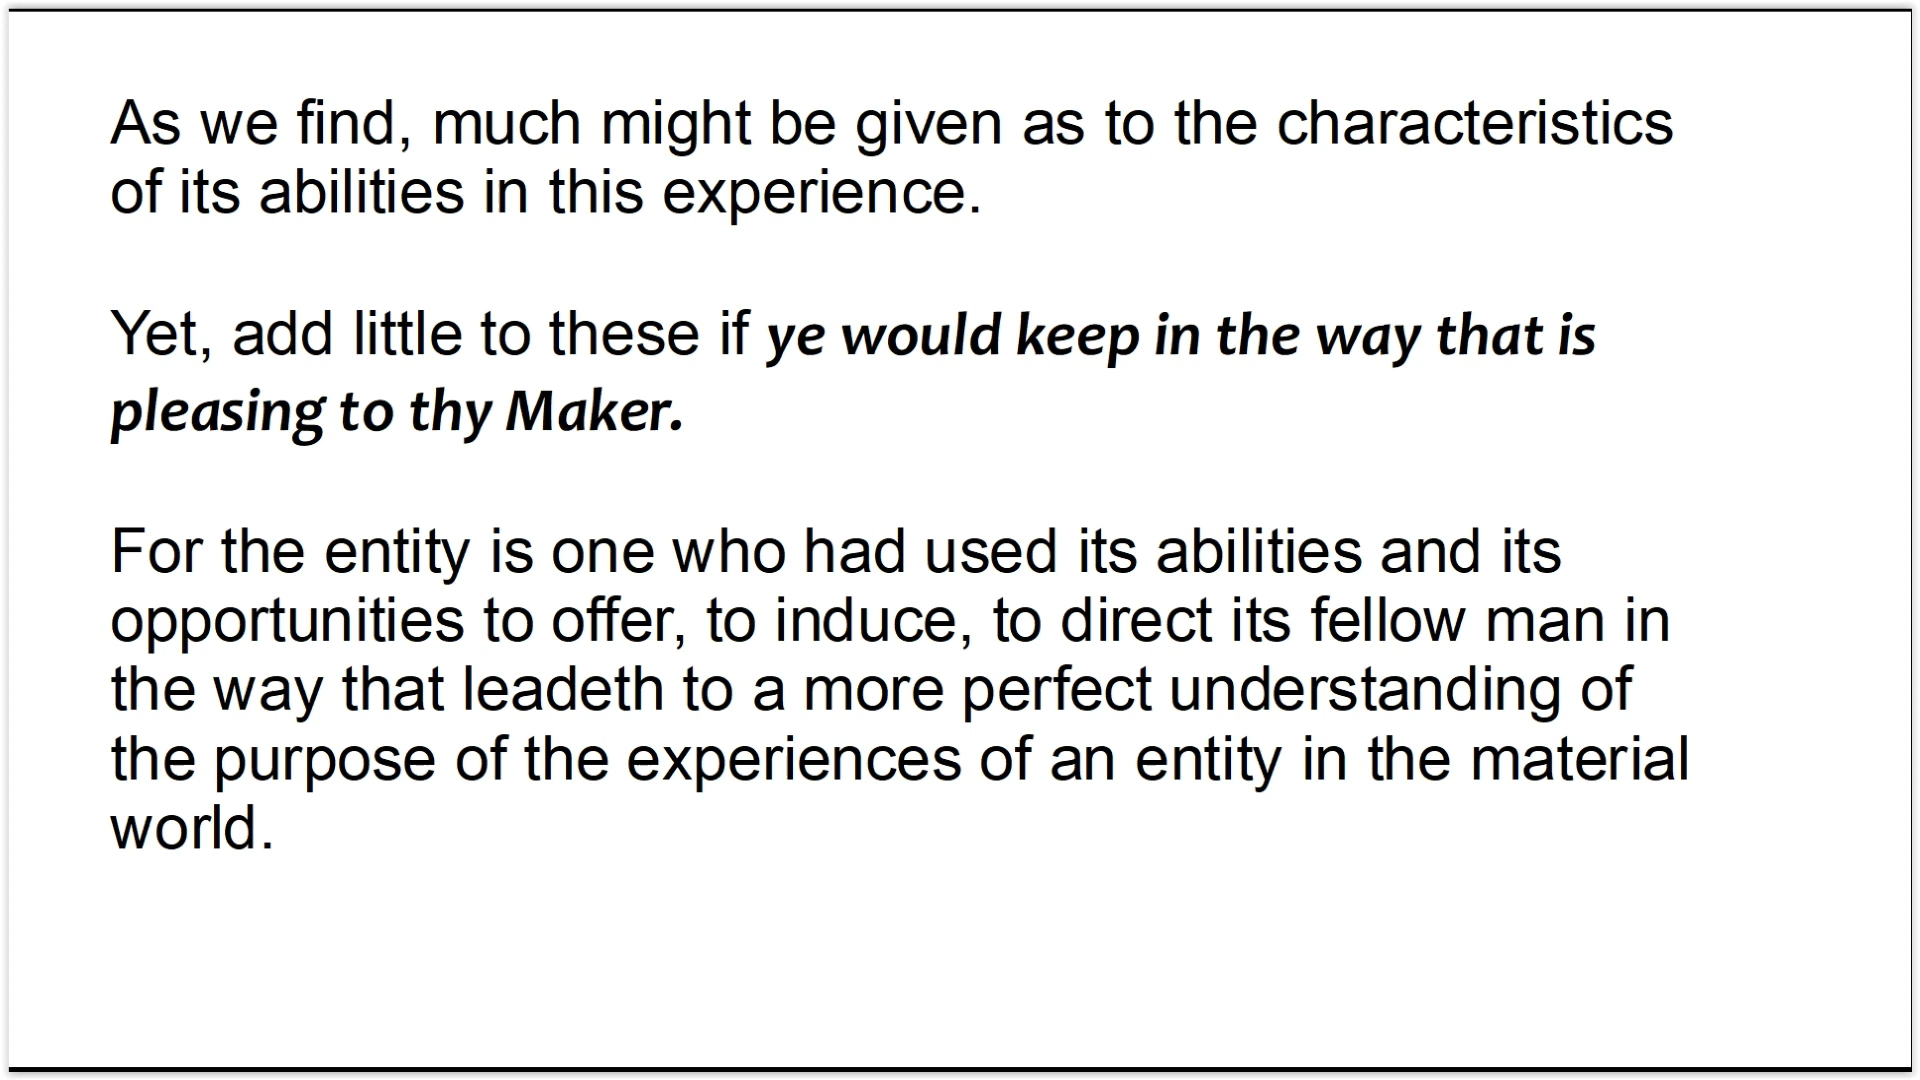 As we find, much might be given as to the characteristics
of its abilities in this experience.
Yet, add little to these if ye would keep in the way that is
pleasing to thy Maker.
For the entity is one who had used its abilities and its
opportunities to offer, to induce, to direct its fellow man in
the way that leadeth to a more perfect understanding of
the purpose of the experiences of an entity in the material
world.